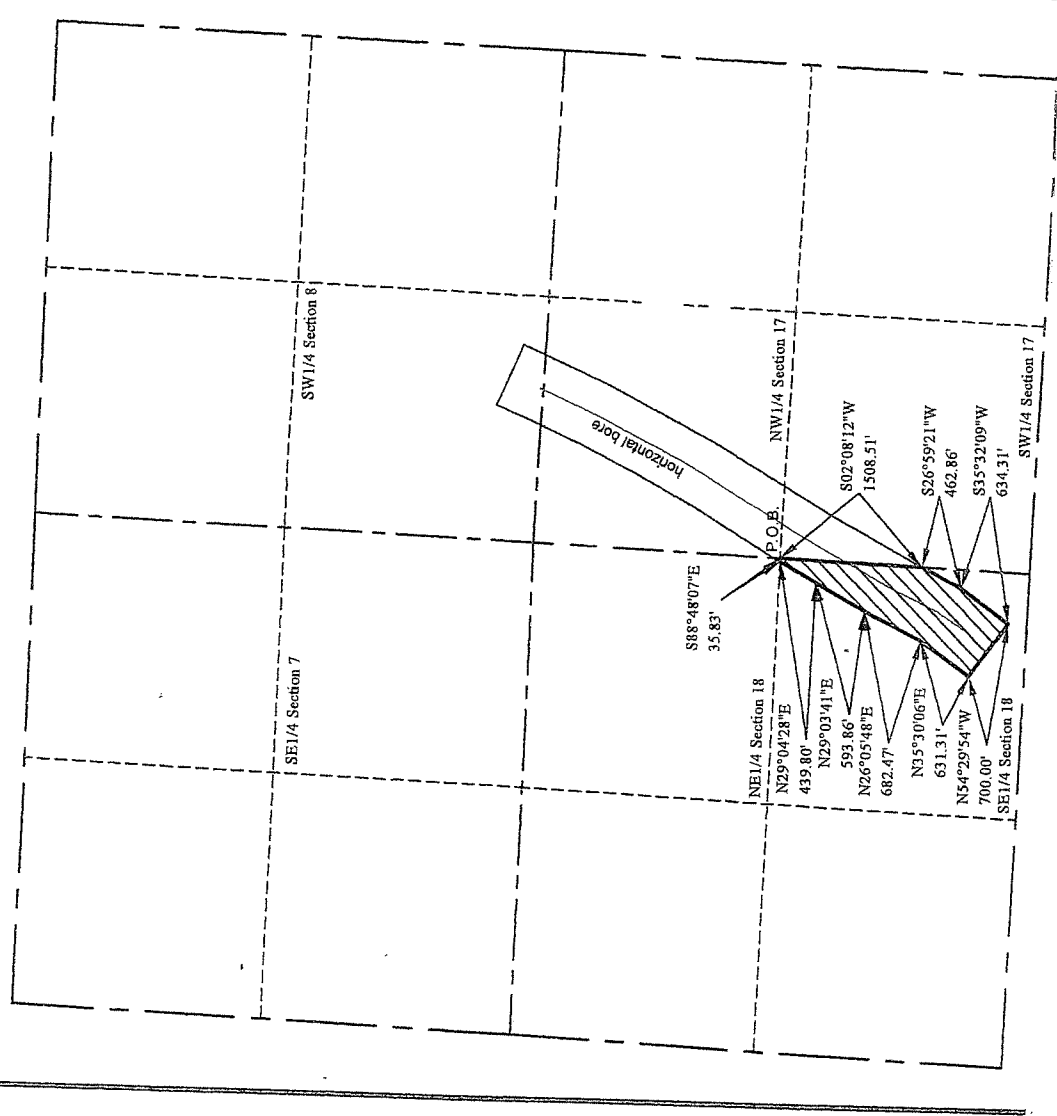 SW1/4 Section 8
SE1/4 Section 7
horizontal bore
NW1/4 Section 17
P.O.B.
S88°48'07"E
35.83'
S02°08'12"W
1508.51'
NE1/4 Section 18
N29°04'28"E
439.80'
N29°03'41"E
593.86'
N26°05'48"E
682.47'
N35°30'06"E
631.31'
N54°29'54"W
700.00'
SE1/4 Section 18
S26°59'21"W
462.86'
S35°32'09"W
634.31'
SW1/4 Section 17